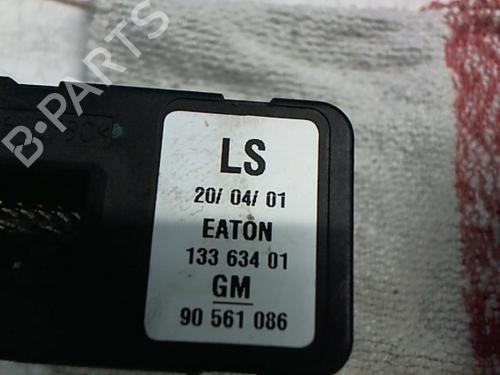 B-PARTS
LS
20/ 04/ 01
EATON
133 634 01
GM
90 561 086